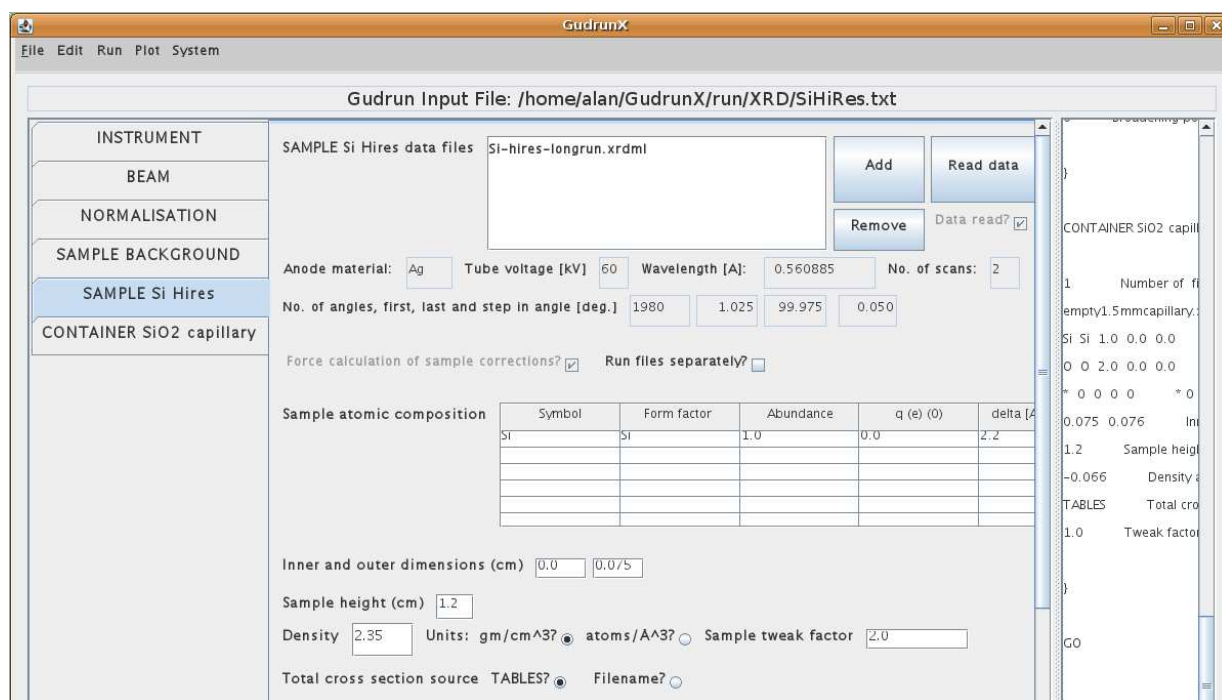 GudrunX
File Edit Run Plot System
Gudrun Input File: /home/alan/GudrunX/run/XRD/SiHiRes.txt
INSTRUMENT
BEAM
NORMALISATION
SAMPLE BACKGROUND
SAMPLE Si Hires
CONTAINER SiO2 capillary
SAMPLE Si Hires data files Si-hires-longrun.xrdml Add Read data
Remove Data read?
Anode material: Ag Tube voltage [kV] 60 Wavelength [A]: 0.560885 No. of scans: 2
No. of angles, first, last and step in angle [deg.] 1980 1.025 99.975 0.050
Force calculation of sample corrections? Run files separately?
Sample atomic composition Symbol Form factor Abundance q (e) (0) delta [A
Si Si 1.0 0.0 2.2
Inner and outer dimensions (cm) 0.0 0.075
Sample height (cm) 1.2
Density 2.35 Units: gm/cm^3? atoms/A^3? Sample tweak factor 2.0
Total cross section source TABLES? Filename?
}
CONTAINER SiO2 capill
1 Number of fi
empty1.5mmcapillary.
Si Si 1.0 0.0 0.0
O O 2.0 0.0 0.0
* 0 0 0 0 * 0
0.075 0.076 In
1.2 Sample heig
-0.066 Density
TABLES Total cro
1.0 Tweak factor
}
GO